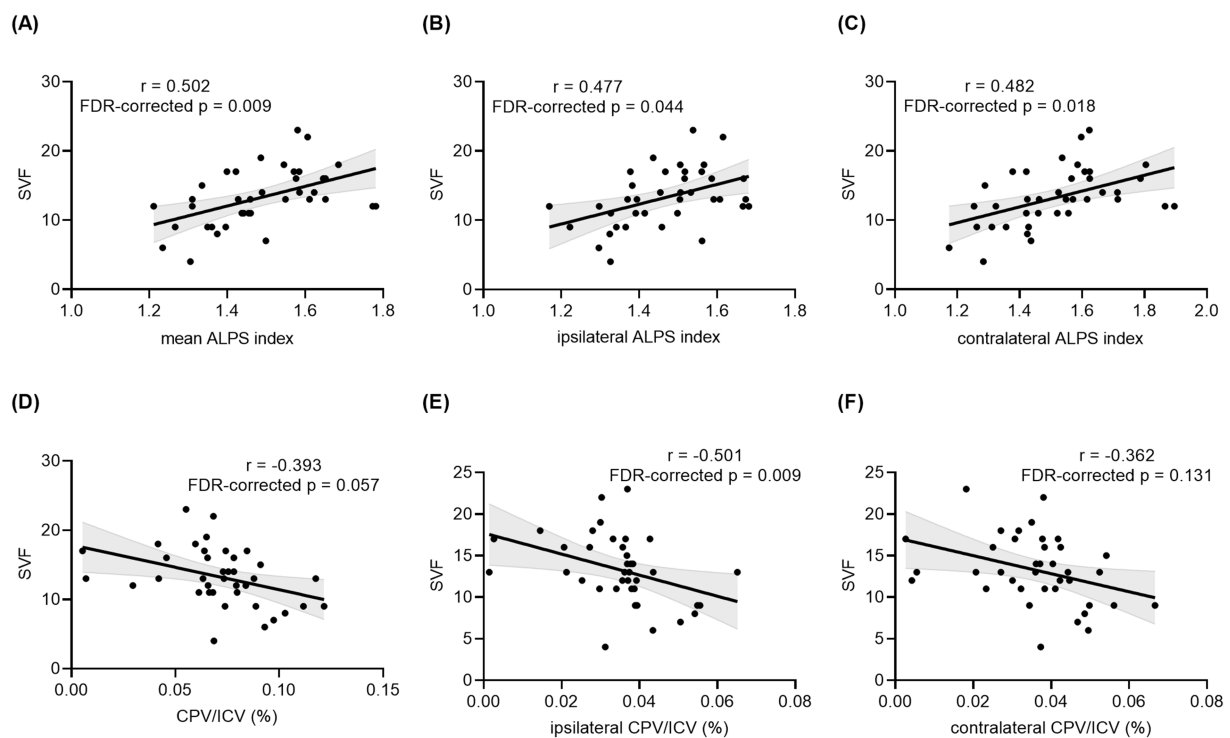 (A)
r = 0.502
FDR-corrected p = 0.009
30
20
10
0
SVF
1.0 1.2 1.4 1.6 1.8
mean ALPS index
(B)
r = 0.477
FDR-corrected p = 0.044
30
20
10
0
SVF
1.0 1.2 1.4 1.6 1.8
ipsilateral ALPS index
(C)
r = 0.482
FDR-corrected p = 0.018
30
20
10
0
SVF
1.0 1.2 1.4 1.6 1.8 2.0
contralateral ALPS index
(D)
r = -0.393
FDR-corrected p = 0.057
30
20
10
0
SVF
0.00 0.05 0.10 0.15
CPV/ICV (%)
(E)
r = -0.501
FDR-corrected p = 0.009
25
20
15
10
5
0
SVF
0.00 0.02 0.04 0.06 0.08
ipsilateral CPV/ICV (%)
(F)
r = -0.362
FDR-corrected p = 0.131
25
20
15
10
5
0
SVF
0.00 0.02 0.04 0.06 0.08
contralateral CPV/ICV (%)